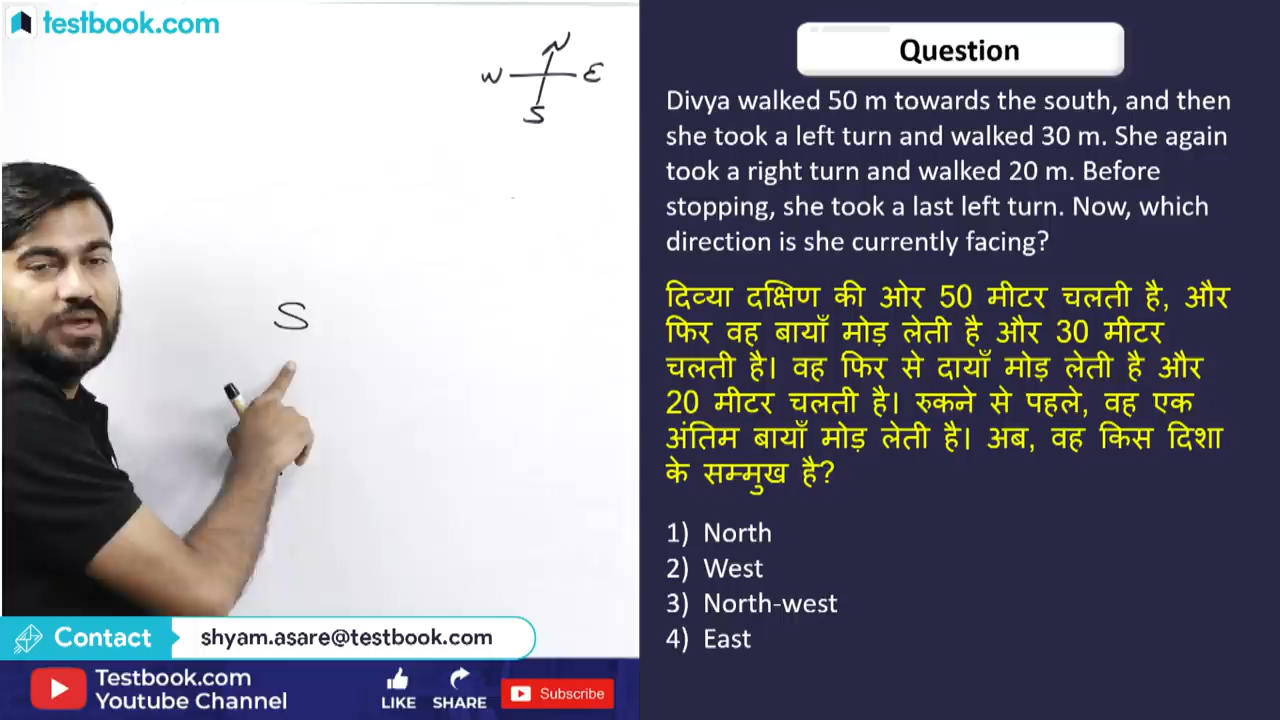 testbook.com
N
W E
S
S
Question
Divya walked 50 m towards the south, and then
she took a left turn and walked 30 m. She again
took a right turn and walked 20 m. Before
stopping, she took a last left turn. Now, which
direction is she currently facing?
दिव्या दक्षिण की ओर 50 मीटर चलती है, और
फिर वह बायाँ मोड़ लेती है और 30 मीटर
चलती है। वह फिर से दायाँ मोड़ लेती है और
20 मीटर चलती है। रुकने से पहले, वह एक
अंतिम बायाँ मोड़ लेती है। अब, वह किस दिशा
के सम्मुख है?
1) North
2) West
3) North-west
4) East
Contact shyam.asare@testbook.com
Testbook.com
Youtube Channel
LIKE SHARE Subscribe